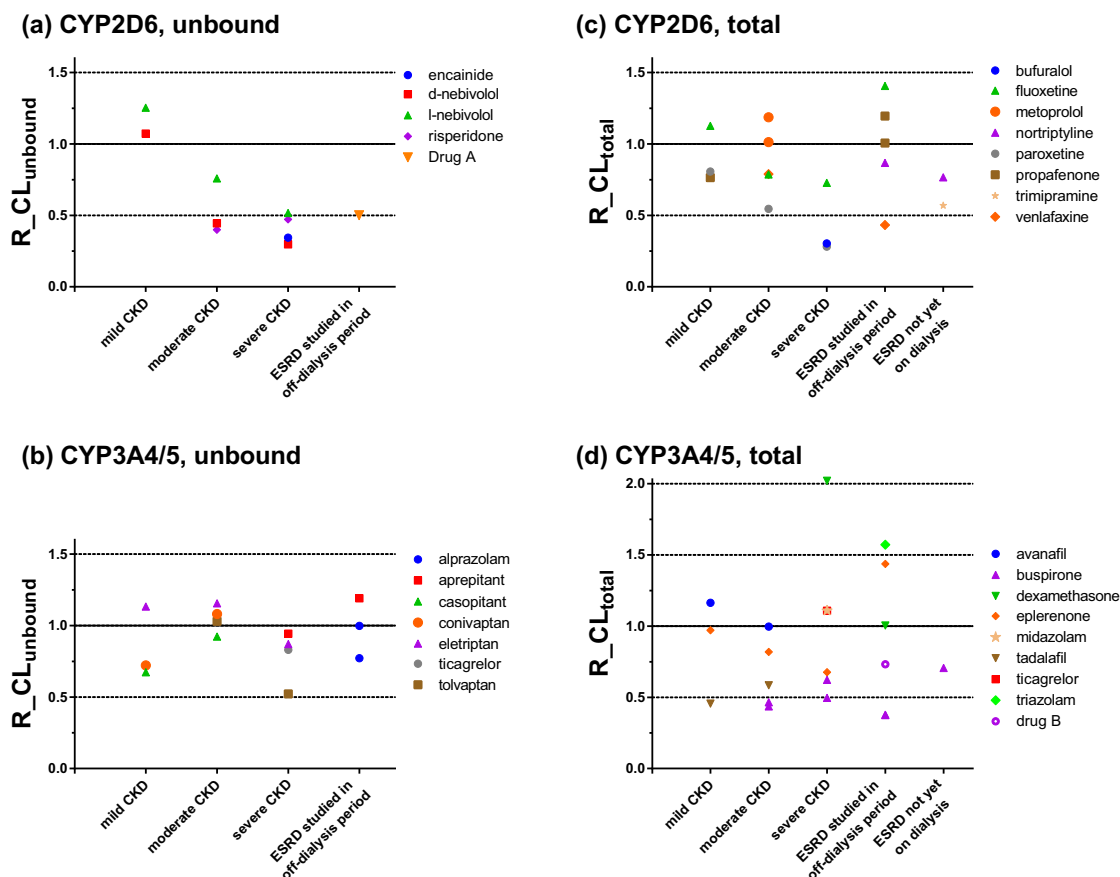 (a) CYP2D6, unbound
R_CLunbound
1.5
1.0
0.5
0.0
mild CKD
moderate CKD
severe CKD
ESRD studied in
off-dialysis period
encainide
d-nebivolol
l-nebivolol
risperidone
Drug A
(c) CYP2D6, total
R_CLtotal
1.5
1.0
0.5
0.0
mild CKD
moderate CKD
severe CKD
ESRD studied in
off-dialysis period
ESRD not yet
on dialysis
bufuralol
fluoxetine
metoprolol
nortriptyline
paroxetine
propafenone
trimipramine
venlafaxine
(b) CYP3A4/5, unbound
R_CLunbound
1.5
1.0
0.5
0.0
mild CKD
moderate CKD
severe CKD
ESRD studied in
off-dialysis period
alprazolam
aprepitant
casopitant
conivaptan
eletriptan
ticagrelor
tolvaptan
(d) CYP3A4/5, total
R_CLtotal
2.0
1.5
1.0
0.5
0.0
mild CKD
moderate CKD
severe CKD
ESRD studied in
off-dialysis period
ESRD not yet
on dialysis
avanafil
buspirone
dexamethasone
eplerenone
midazolam
tadalafil
ticagrelor
triazolam
drug B